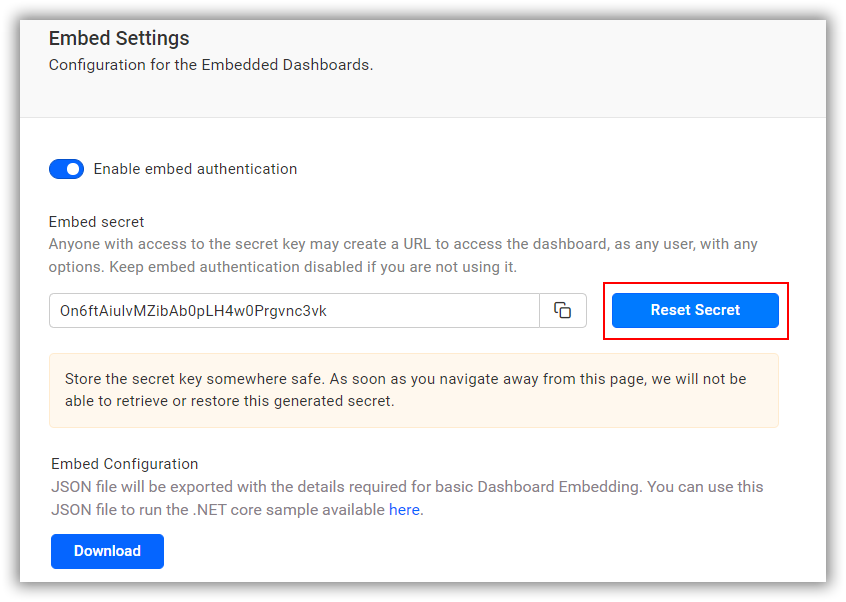 Embed Settings
Configuration for the Embedded Dashboards.
Enable embed authentication
Embed secret
Anyone with access to the secret key may create a URL to access the dashboard, as any user, with any
options. Keep embed authentication disabled if you are not using it.
On6ftAiulvMZibAb0pLH4w0Prgvnc3vk
Reset Secret
Store the secret key somewhere safe. As soon as you navigate away from this page, we will not be
able to retrieve or restore this generated secret.
Embed Configuration
JSON file will be exported with the details required for basic Dashboard Embedding. You can use this
JSON file to run the .NET core sample available here.
Download